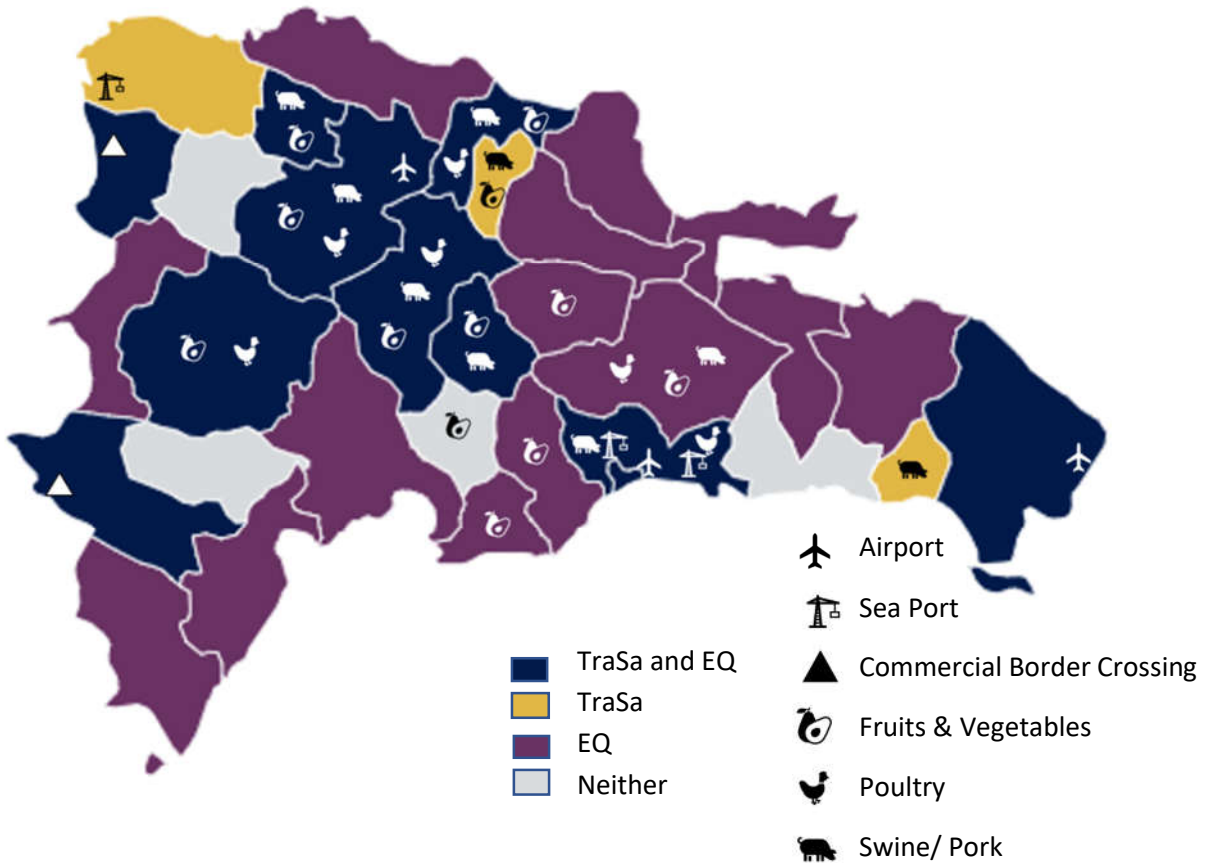 TraSa and EQ
TraSa
EQ
Neither
Airport
Sea Port
Commercial Border Crossing
Fruits & Vegetables
Poultry
Swine/ Pork